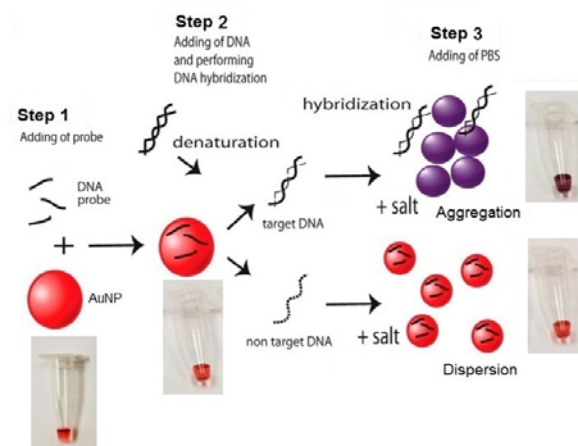 Step 1
Adding of probe
DNA
probe
AuNP
Step 2
Adding of DNA
and performing
DNA hybridization
denaturation
target DNA
non target DNA
Step 3
Adding of PBS
hybridization
+ salt
Aggregation
+ salt
Dispersion